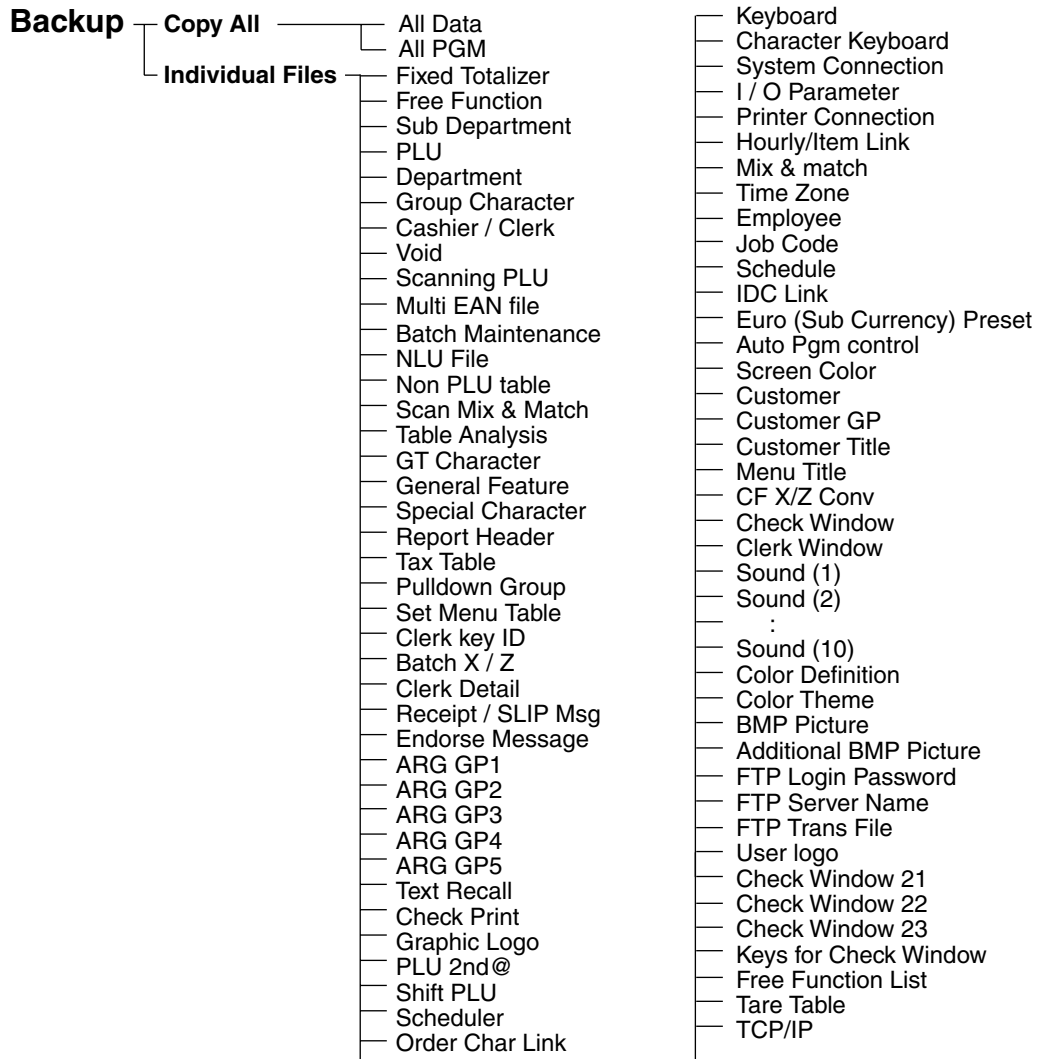 Backup
Copy All
All Data
All PGM
Individual Files
Fixed Totalizer
Free Function
Sub Department
PLU
Department
Group Character
Cashier / Clerk
Void
Scanning PLU
Multi EAN file
Batch Maintenance
NLU File
Non PLU table
Scan Mix & Match
Table Analysis
GT Character
General Feature
Special Character
Report Header
Tax Table
Pulldown Group
Set Menu Table
Clerk key ID
Batch X / Z
Clerk Detail
Receipt / SLIP Msg
Endorse Message
ARG GP1
ARG GP2
ARG GP3
ARG GP4
ARG GP5
Text Recall
Check Print
Graphic Logo
PLU 2nd@
Shift PLU
Scheduler
Order Char Link
Keyboard
Character Keyboard
System Connection
I / O Parameter
Printer Connection
Hourly/Item Link
Mix & match
Time Zone
Employee
Job Code
Schedule
IDC Link
Euro (Sub Currency) Preset
Auto Pgm control
Screen Color
Customer
Customer GP
Customer Title
Menu Title
CF X/Z Conv
Check Window
Clerk Window
Sound (1)
Sound (2)
:
Sound (10)
Color Definition
Color Theme
BMP Picture
Additional BMP Picture
FTP Login Password
FTP Server Name
FTP Trans File
User logo
Check Window 21
Check Window 22
Check Window 23
Keys for Check Window
Free Function List
Tare Table
TCP/IP